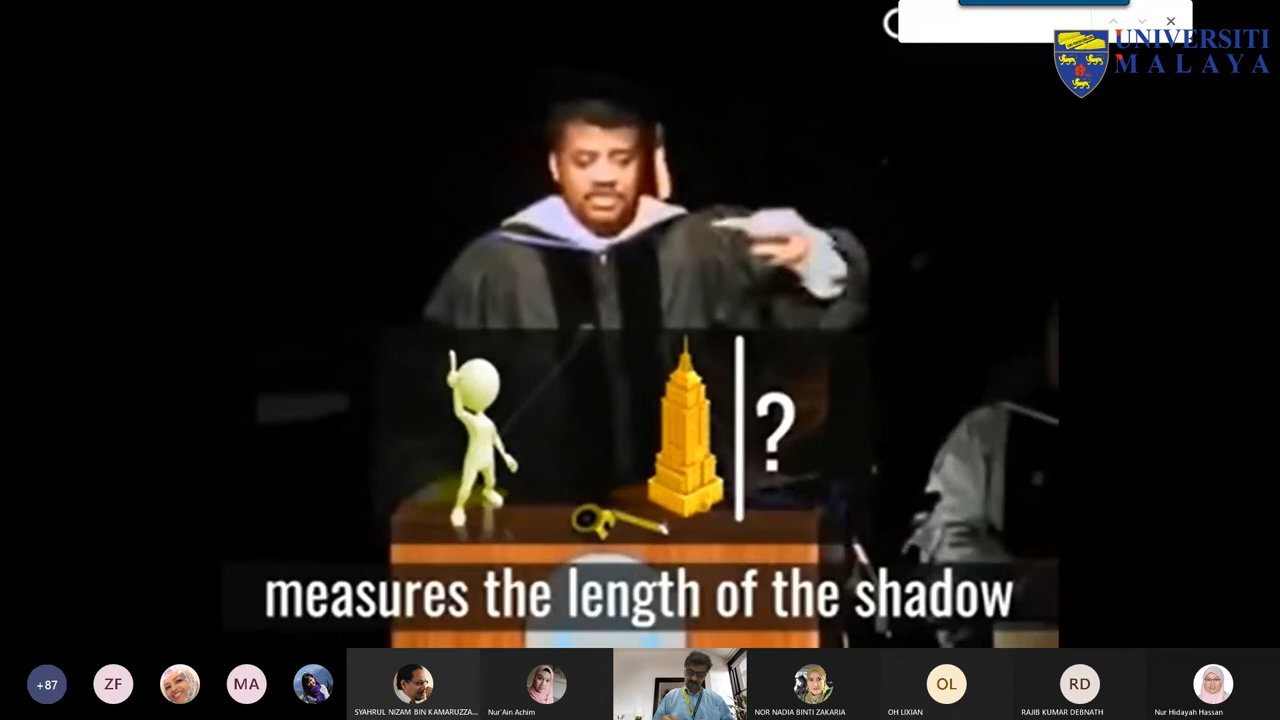 UNIVERSITI
MALAYA
?
measures the length of the shadow
+87
ZF
MA
SYAHRUL NIZAM BIN KAMARUZZA...
Nur'Ain Achim
NOR NADIA BINTI ZAKARIA
OL
OH LIXIAN
RD
RAJIB KUMAR DEBNATH
Nur Hidayah Hassan